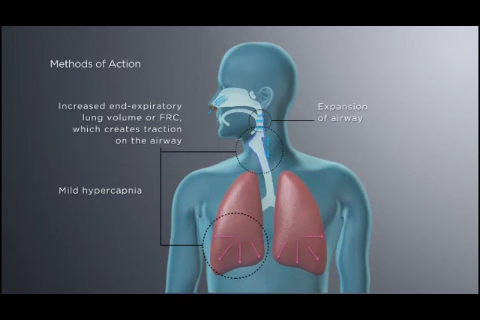 Methods of Action
Increased end-expiratory
lung volume or FRC,
which creates traction
on the airway
Expansion
of airway
Mild hypercapnia